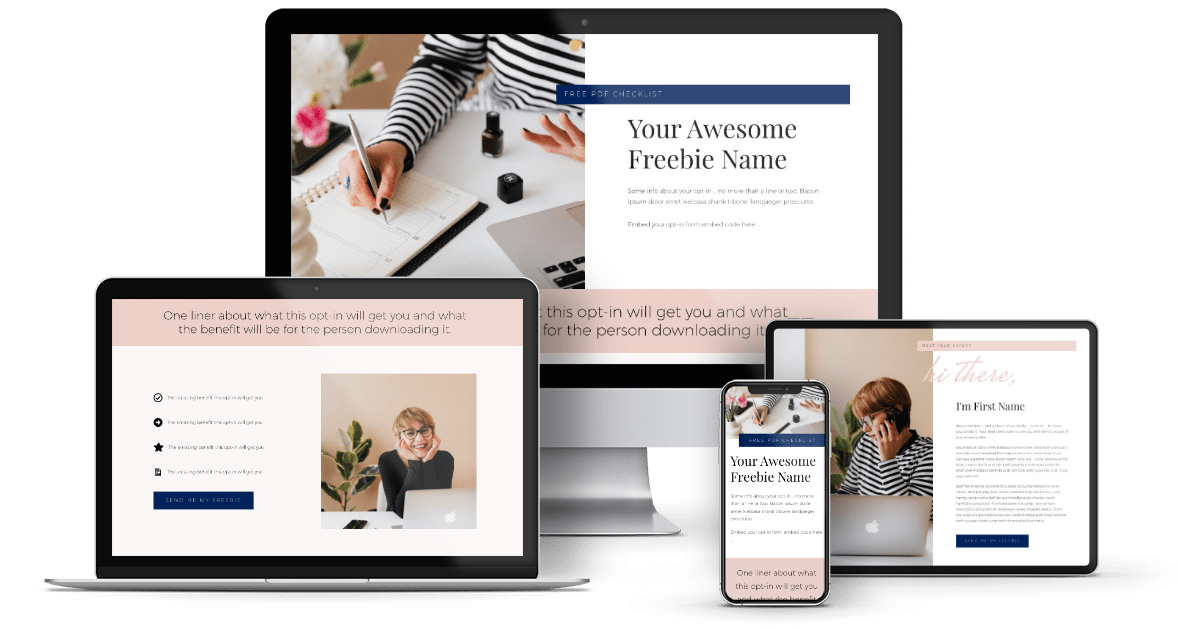 FREE PDF CHECKLIST
Your Awesome
Freebie Name
Some info about your opt-in .. no more than a line or two. Bacon
ipsum dolor amet kielbasa shank t-bone, landjaeger prosciutto.
Embed your opt-in form embed code here ..
this opt-in will get you and what_ _
for the person downloading it
One liner about what this opt-in will get you and what
the benefit will be for the person downloading it.
The amazing benefit this opt-in will get you
The amazing benefit this opt-in will get you
The amazing benefit this opt-in will get you
The amazing benefit this opt-in will get you
SEND ME MY FREEBIE
FREE PDF CHECKLIST
Your Awesome
Freebie Name
Some info about your opt-in .. no more
than a line or two. Bacon ipsum dolor
amet kielbasa shank t-bone, landjaeger
prosciutto.
Embed your opt-in form embed code here
..
One liner about what
this opt-in will get you
and what the benefit
MEET YOUR EXPERT
hi there,
I'm First Name
SEND ME MY FREEBIE